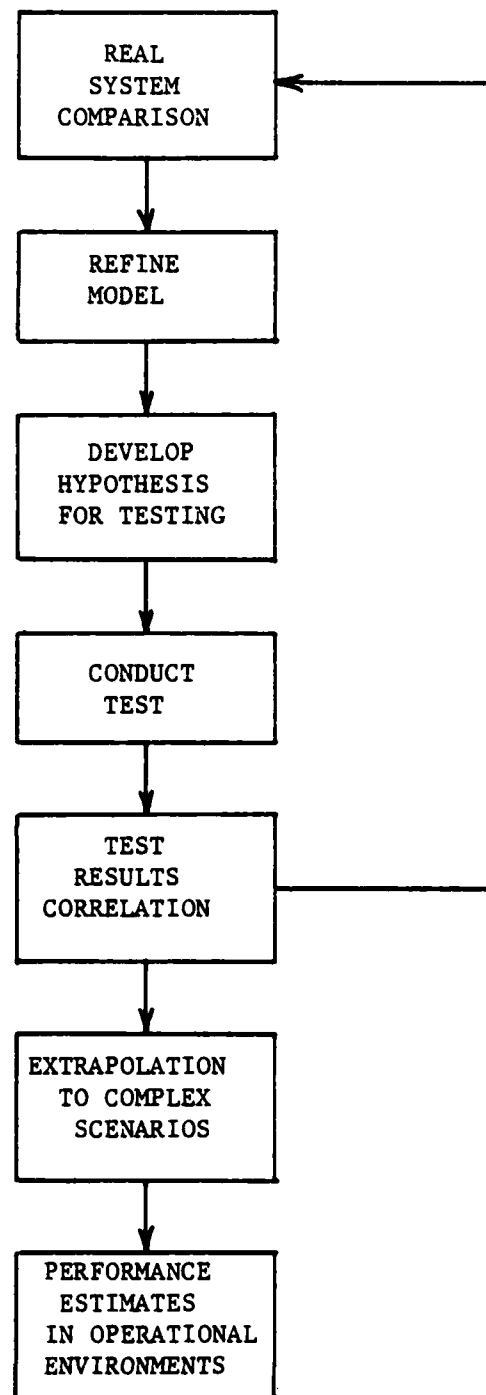 REAL
SYSTEM
COMPARISON
REFINE
MODEL
DEVELOP
HYPOTHESIS
FOR TESTING
CONDUCT
TEST
TEST
RESULTS
CORRELATION
EXTRAPOLATION
TO COMPLEX
SCENARIOS
PERFORMANCE
ESTIMATES
IN OPERATIONAL
ENVIRONMENTS